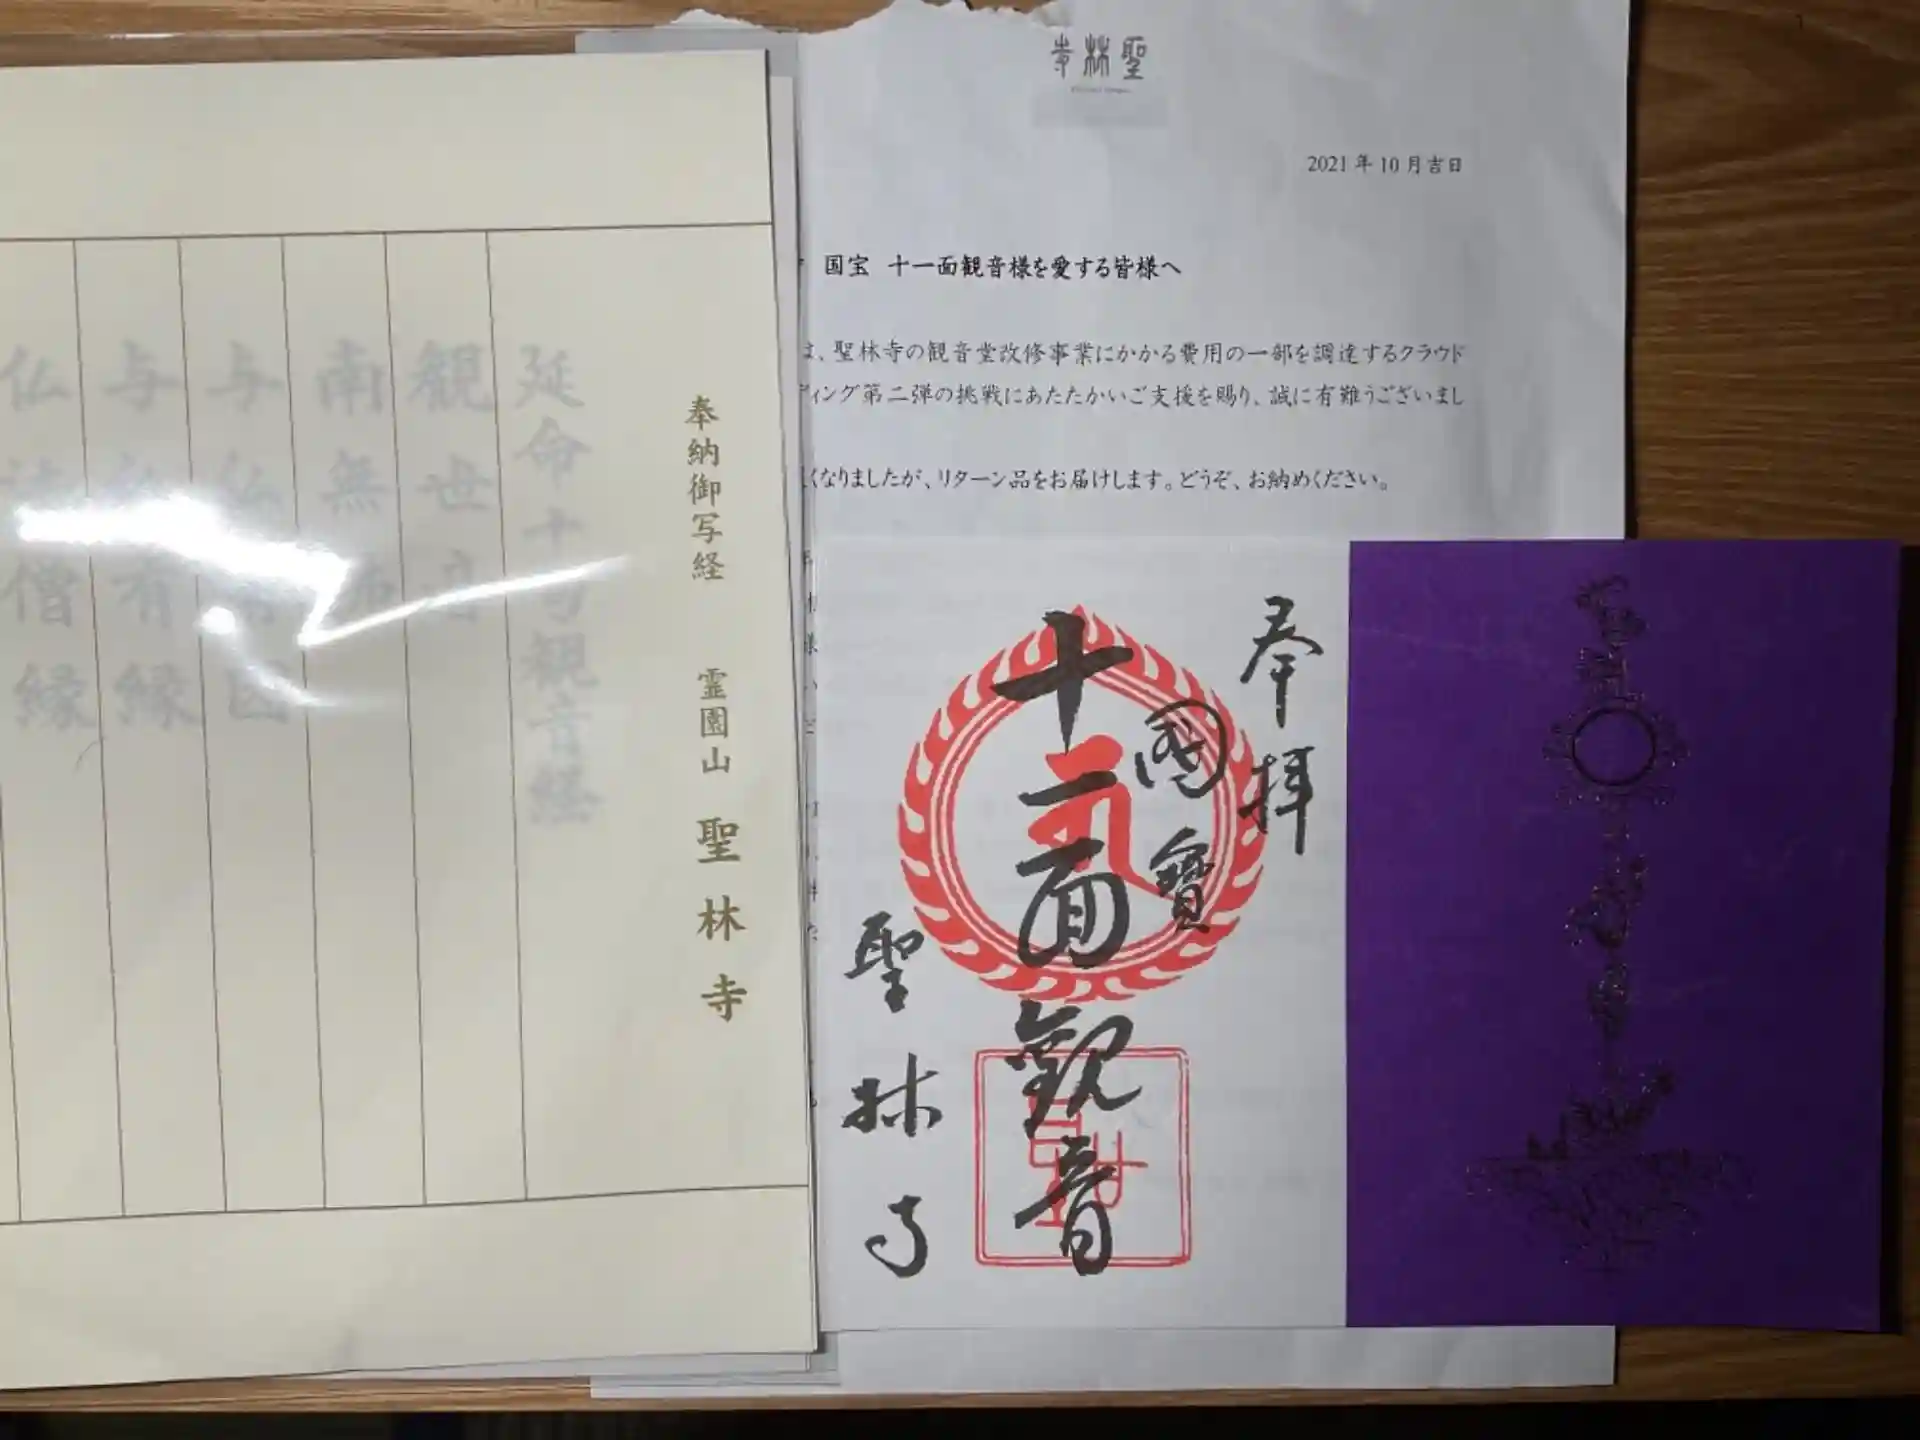 聖林寺
2021年10月吉日
国宝 十一面観音様を愛する皆様へ
は、聖林寺の観音堂改修事業にかかる費用の一部を調達するクラウド
ディング第二弾の挑戦にあたたかいご支援を賜り、誠に有難うございまし
くなりましたが、リターン品をお届けします。どうぞ、お納めください。
奉拝
國寶
十一面觀音
聖林寺
奉納御写経 霊園山 聖林寺
延命十句観音経
観世音
南無仏
与仏有因
与仏有縁
仏法僧縁